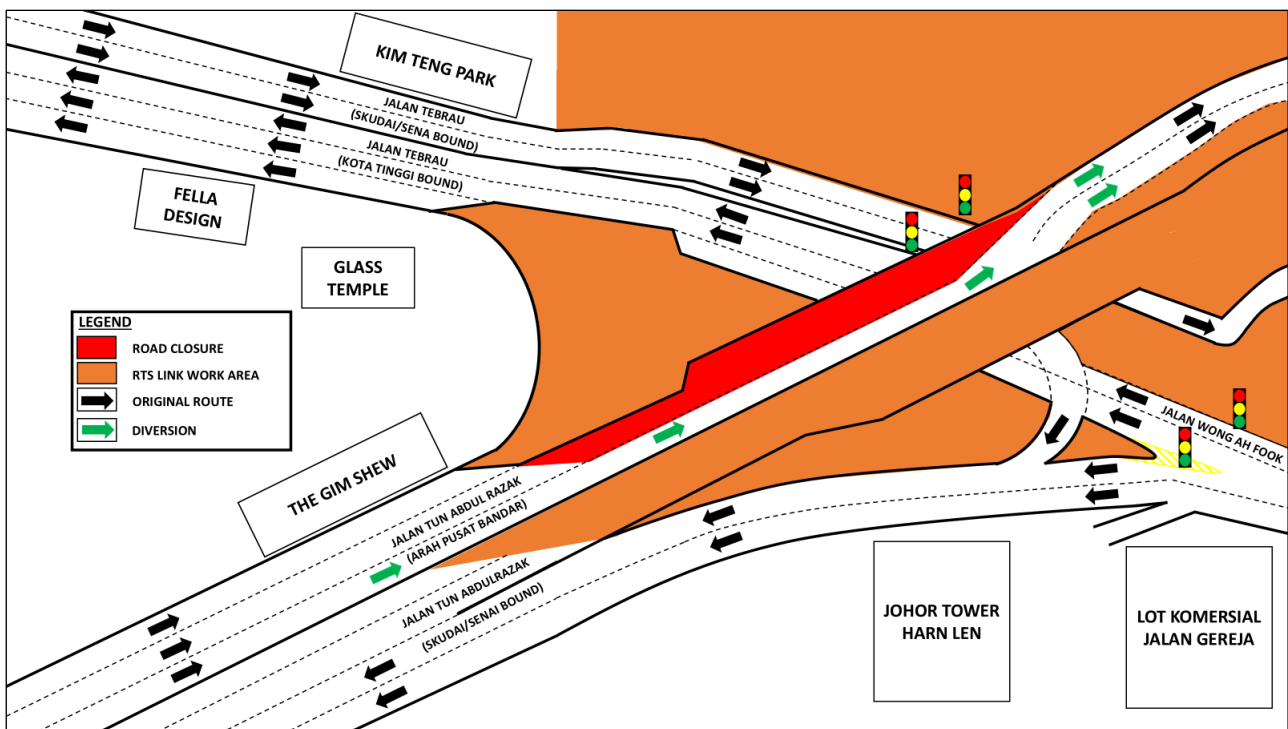 KIM TENG PARK
JALAN TEBRAU
(SKUDAI/SENA BOUND)
JALAN TEBRAU
(KOTA TINGGI BOUND)
FELLA
DESIGN
GLASS
TEMPLE
LEGEND
ROAD CLOSURE
RTS LINK WORK AREA
ORIGINAL ROUTE
DIVERSION
THE GIM SHEW
JALAN TUN ABDUL RAZAK
(ARAH PUSAT BANDAR)
JALAN TUN ABDULRAZAK
(SKUDAI/SENAI BOUND)
JALAN WONG AH FOOK
JOHOR TOWER
HARN LEN
LOT KOMERSIAL
JALAN GEREJA